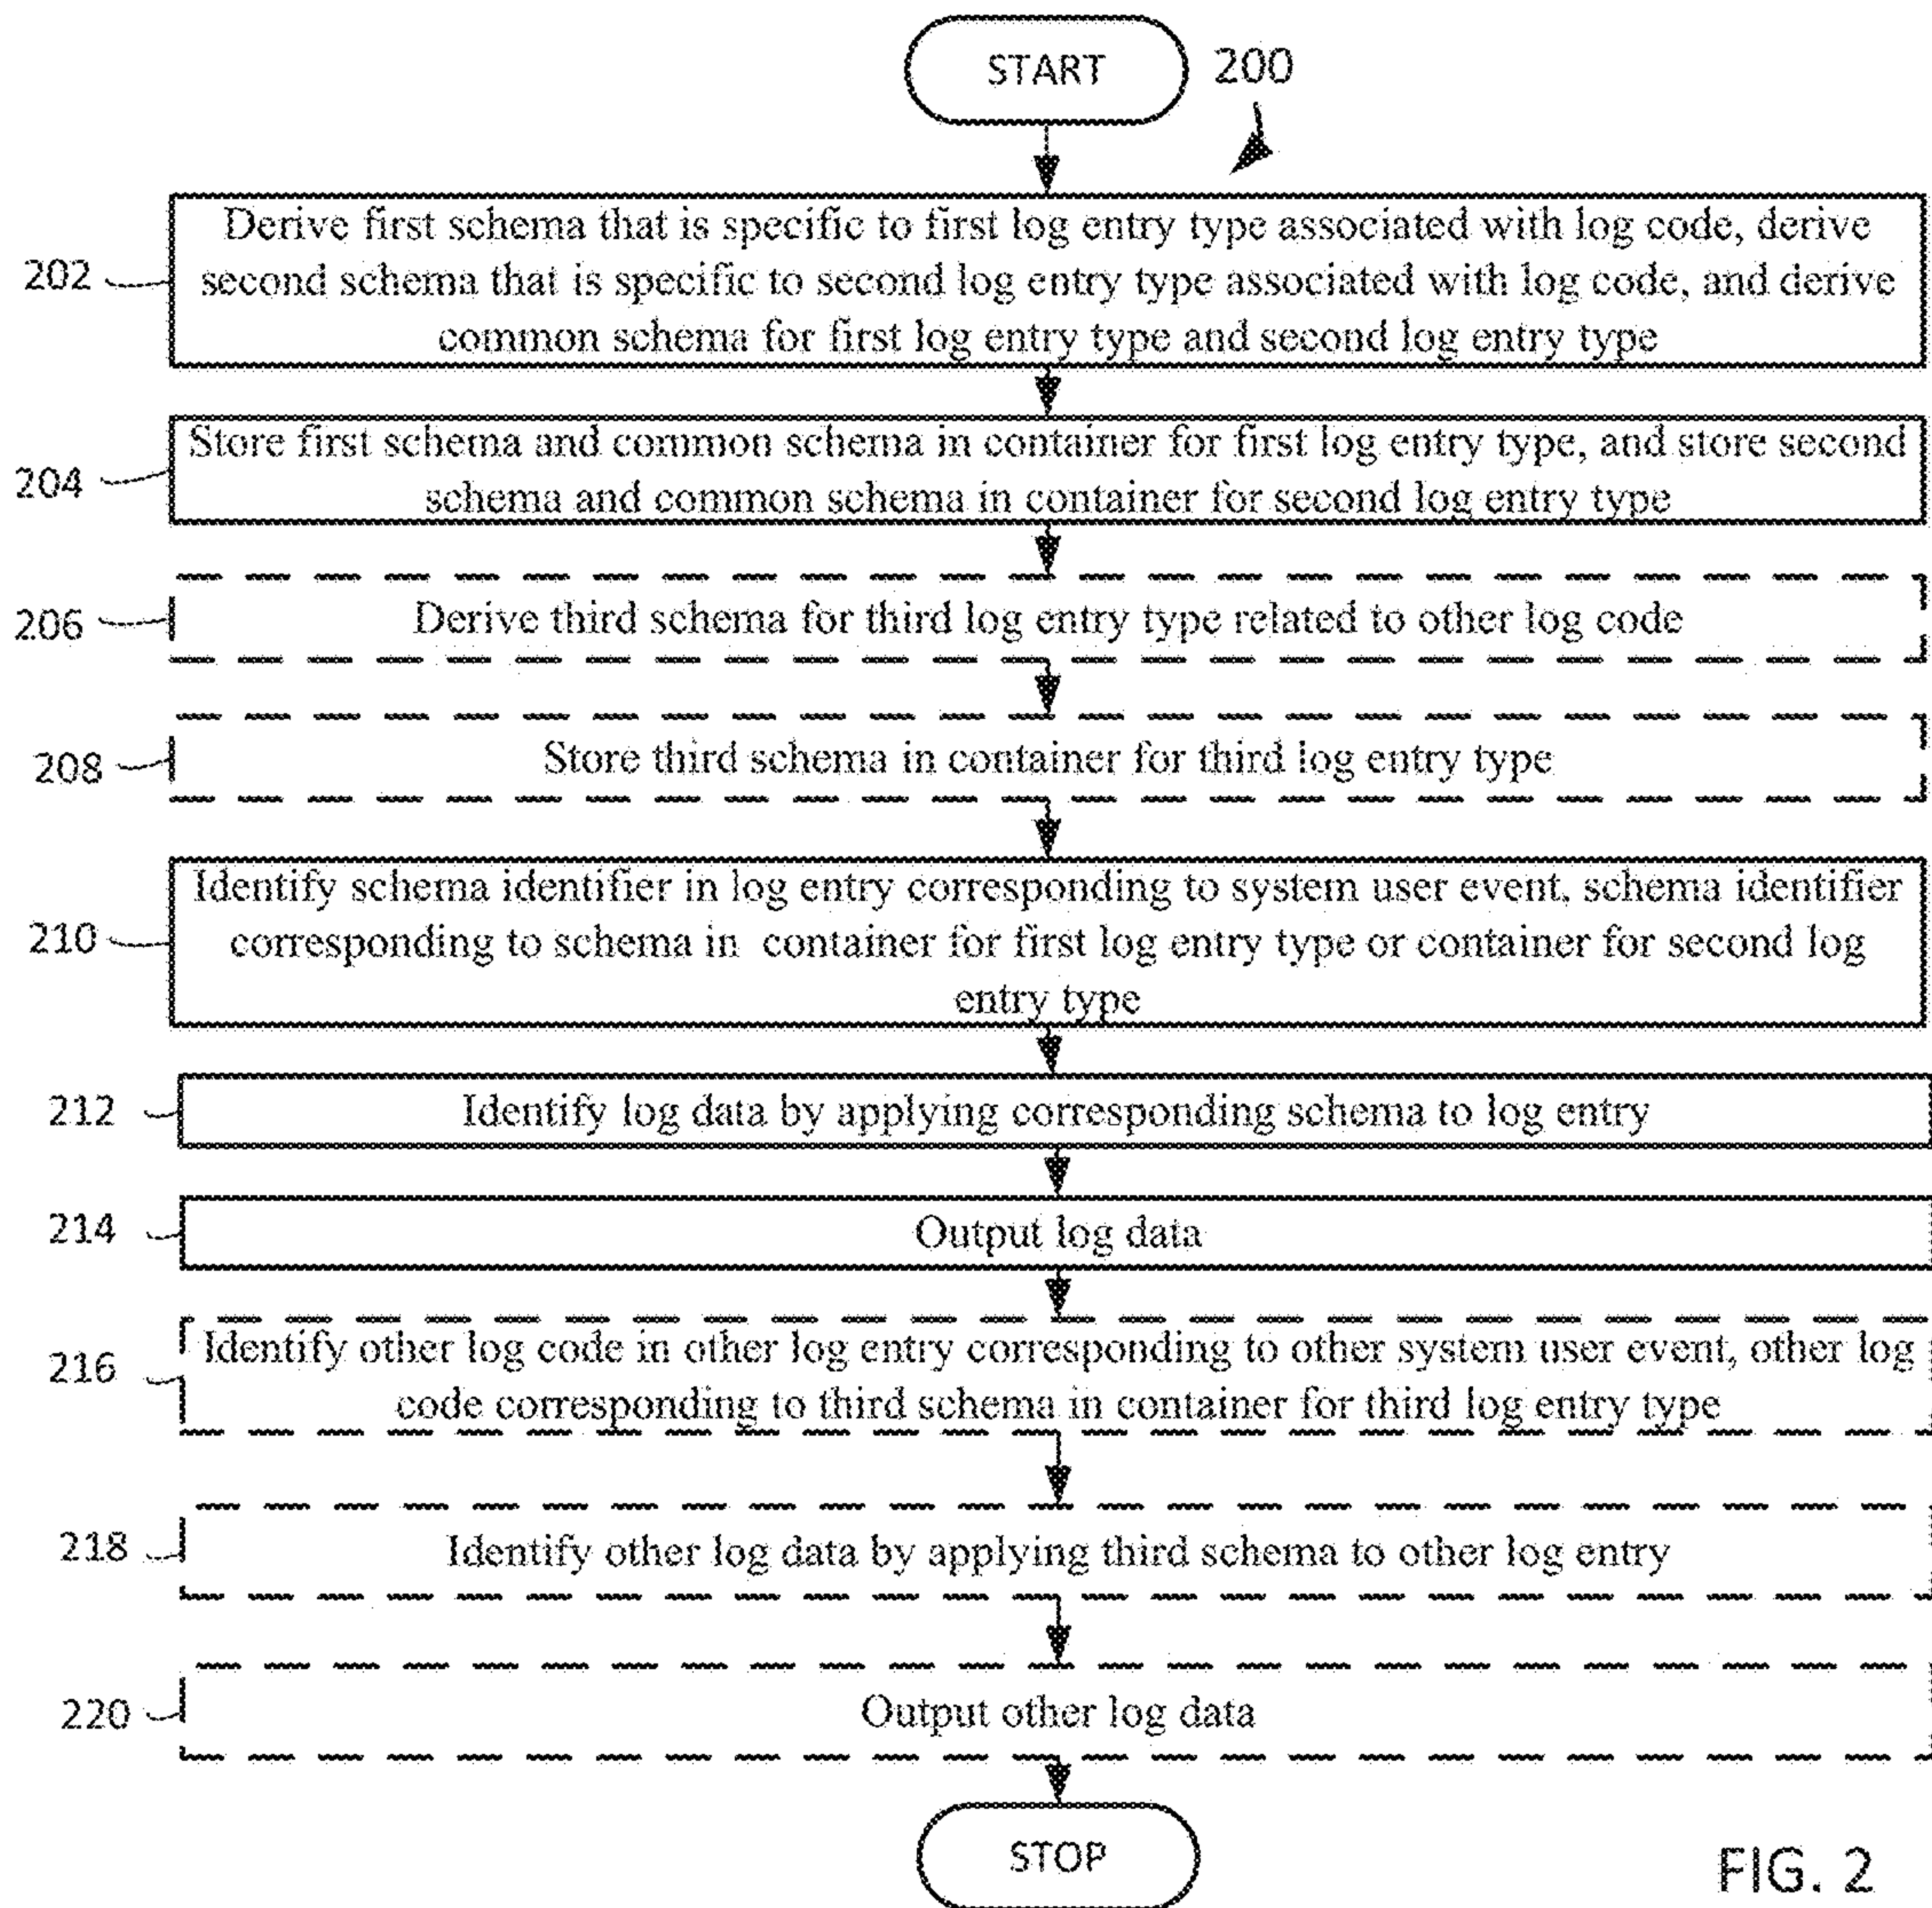 START
200
202
Derive first schema that is specific to first log entry type associated with log code, derive
second schema that is specific to second log entry type associated with log code, and derive
common schema for first log entry type and second log entry type
204
Store first schema and common schema in container for first log entry type, and store second
schema and common schema in container for second log entry type
206
Derive third schema for third log entry type related to other log code
208
Store third schema in container for third log entry type
210
Identify schema identifier in log entry corresponding to system user event, schema identifier
corresponding to schema in container for first log entry type or container for second log
entry type
212
Identify log data by applying corresponding schema to log entry
214
Output log data
216
Identify other log code in other log entry corresponding to other system user event, other log
code corresponding to third schema in container for third log entry type
218
Identify other log data by applying third schema to other log entry
220
Output other log data
STOP
FIG. 2